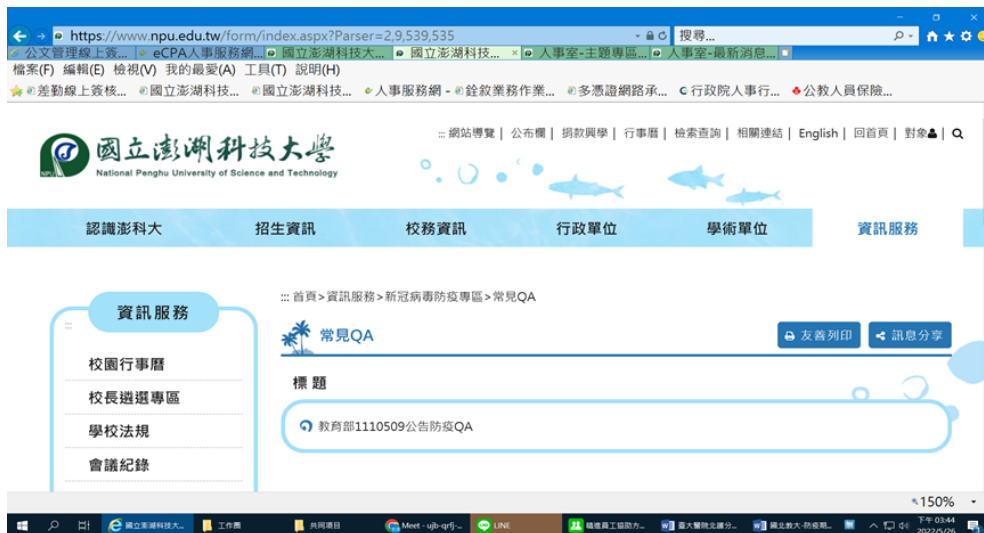 https://www.npu.edu.tw/form/index.aspx?Parser=2,9,539,535
搜尋...
公文管理線上簽...
eCPA人事服務網...
國立澎湖科技大...
國立澎湖科技...
人事室-主題專區...
人事室-最新消息...
檔案(F) 編輯(E) 檢視(V) 我的最愛(A) 工具(T) 說明(H)
差勤線上簽核...
國立澎湖科技...
國立澎湖科技...
人事服務網 -
銓敘業務作業...
多憑證網路承...
行政院人事行...
公教人員保險...
國立澎湖科技大學
National Penghu University of Science and Technology
NPU
::: 網站導覽 | 公布欄 | 捐款興學 | 行事曆 | 檢索查詢 | 相關連結 | English | 回首頁 | 對象 |
認識澎科大 招生資訊 校務資訊 行政單位 學術單位 資訊服務
::: 首頁>資訊服務>新冠病毒防疫專區>常見QA
資訊服務
:::
常見QA
友善列印
訊息分享
校園行事曆
標 題
校長遴選專區
教育部1110509公告防疫QA
學校法規
會議紀錄
150%
國立澎湖科技大...
工作圈
共同項目
Meet - ujb-qrfj-...
LINE
臺大醫院北護分...
國北教大-防疫期...
下午 03:44
2022/5/26